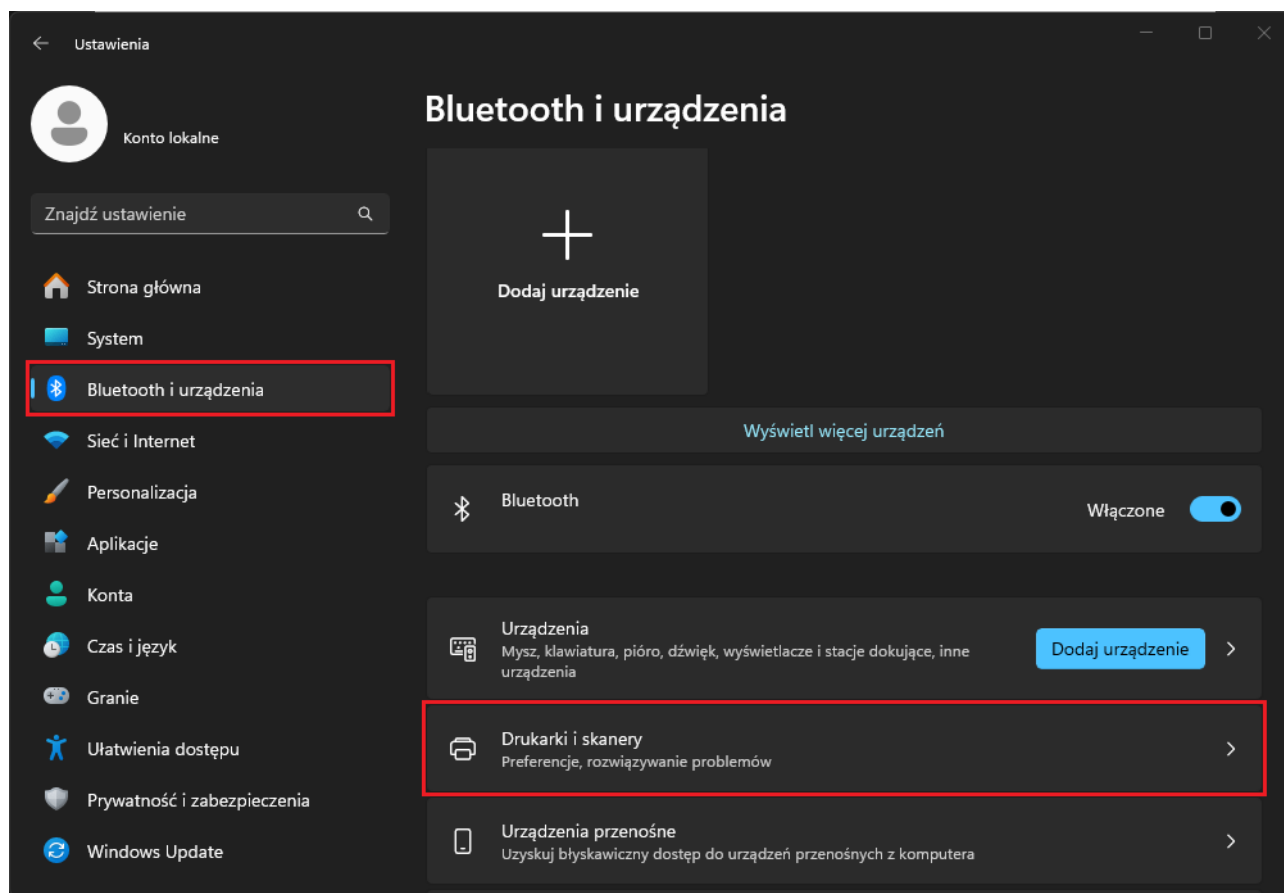 Ustawienia
Konto lokalne
Znajdź ustawienie
Strona główna
System
Bluetooth i urządzenia
Sieć i Internet
Personalizacja
Aplikacje
Konta
Czas i język
Granie
Ułatwienia dostępu
Prywatność i zabezpieczenia
Windows Update
Bluetooth i urządzenia
Dodaj urządzenie
Wyświetl więcej urządzeń
Bluetooth
Włączone
Urządzenia
Mysz, klawiatura, pióro, dźwięk, wyświetlacze i stacje dokujące, inne
urządzenia
Dodaj urządzenie
Drukarki i skanery
Preferencje, rozwiązywanie problemów
Urządzenia przenośne
Uzyskuj błyskawiczny dostęp do urządzeń przenośnych z komputera